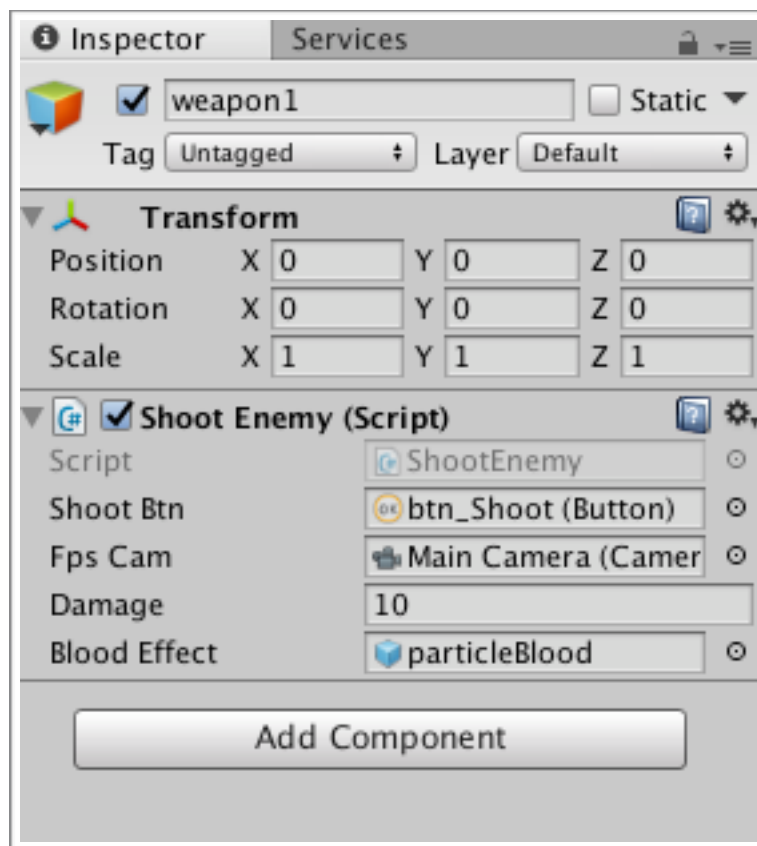 Inspector Services
weapon1 Static
Tag Untagged Layer Default
Transform
Position X 0 Y 0 Z 0
Rotation X 0 Y 0 Z 0
Scale X 1 Y 1 Z 1
Shoot Enemy (Script)
Script ShootEnemy
Shoot Btn btn_Shoot (Button)
Fps Cam Main Camera (Camer
Damage 10
Blood Effect particleBlood
Add Component